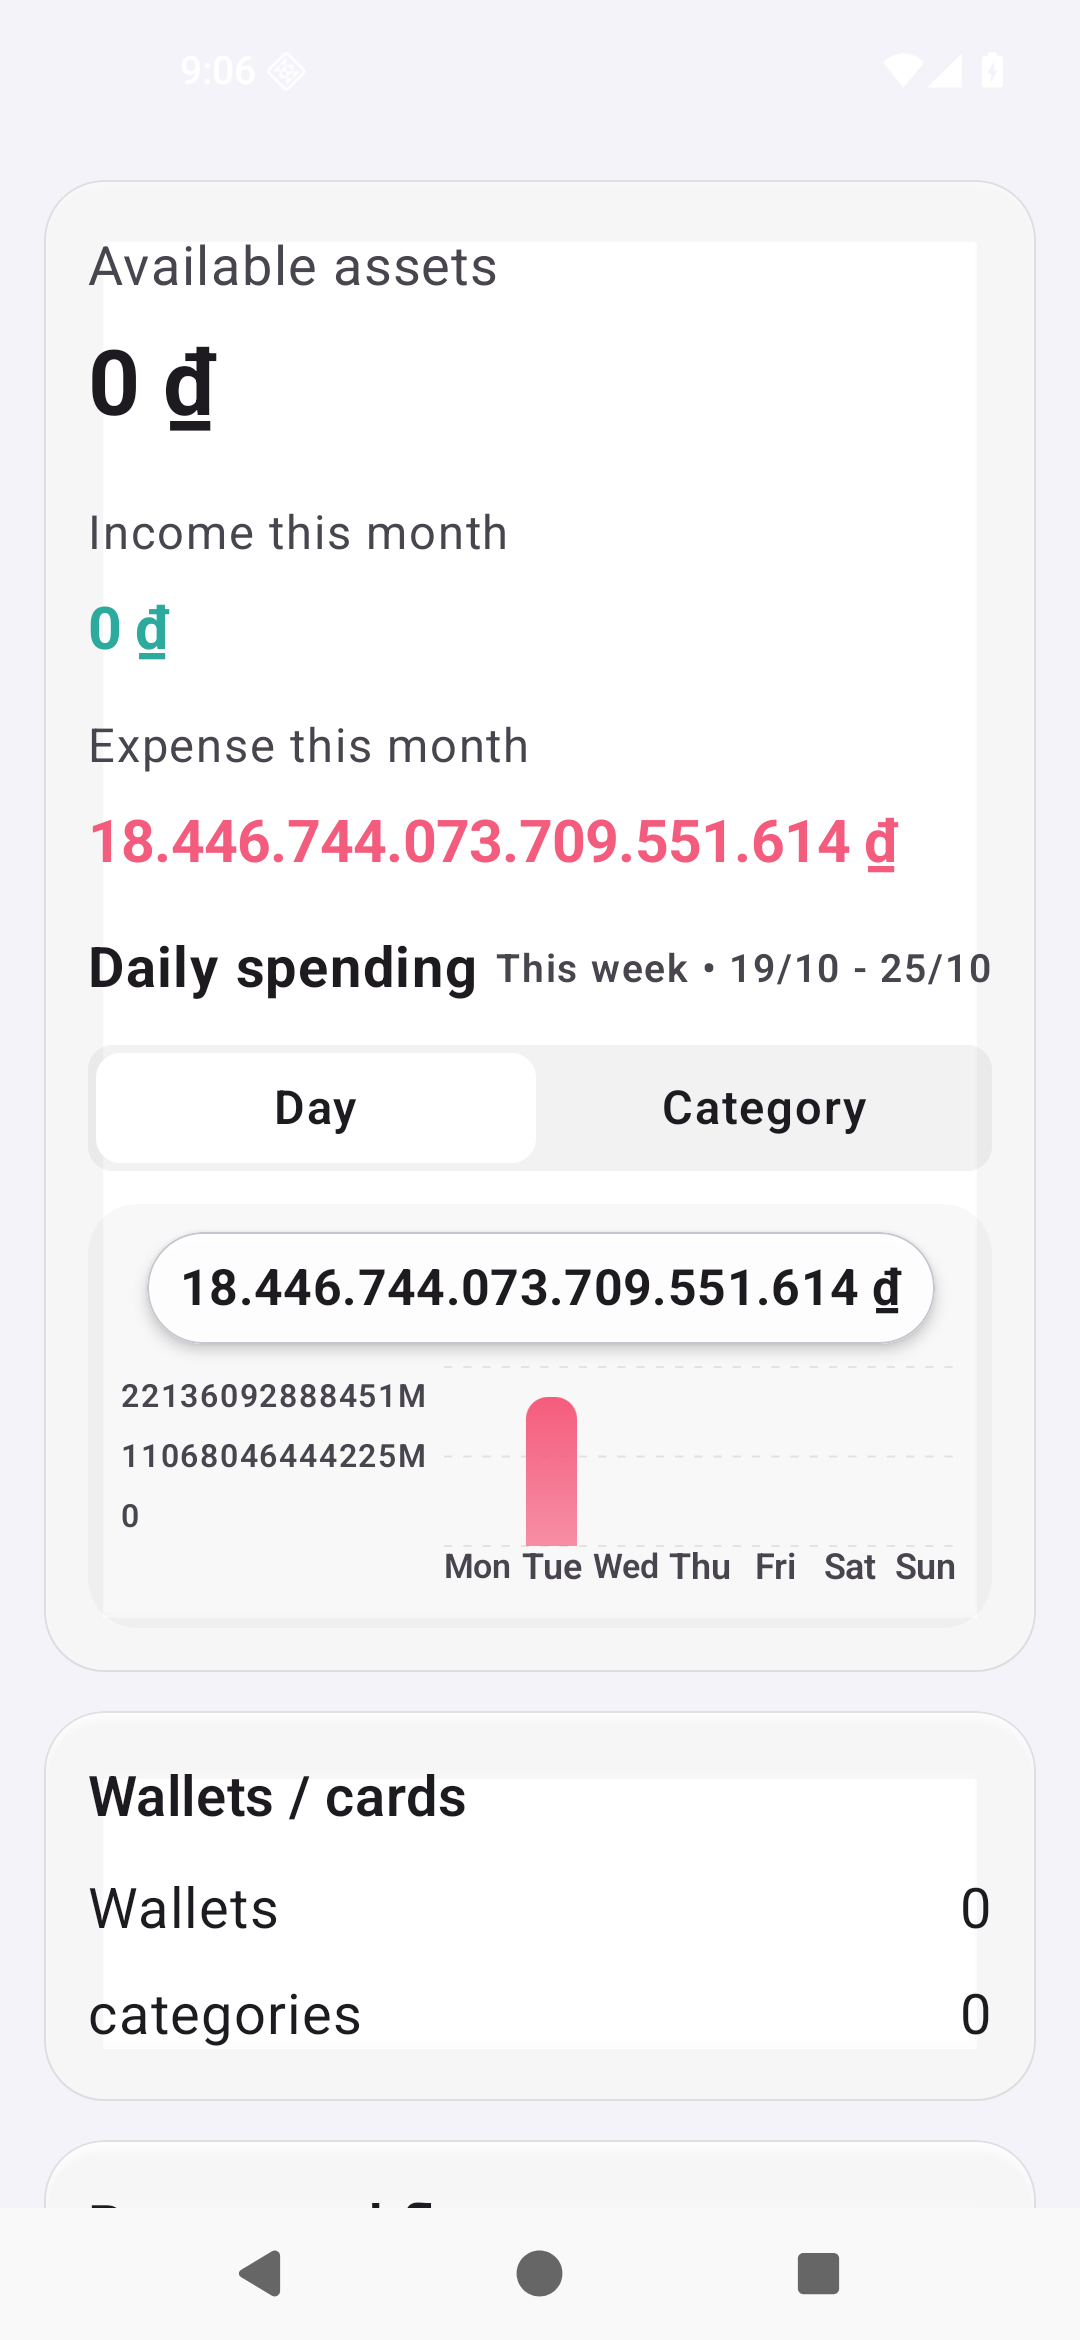 9:06
Available assets
0 ₫
Income this month
0 ₫
Expense this month
18.446.744.073.709.551.614 ₫
Daily spending This week • 19/10 - 25/10
Day Category
18.446.744.073.709.551.614 ₫
22136092888451M
11068046444225M
0
Mon Tue Wed Thu Fri Sat Sun
Wallets / cards
Wallets 0
categories 0